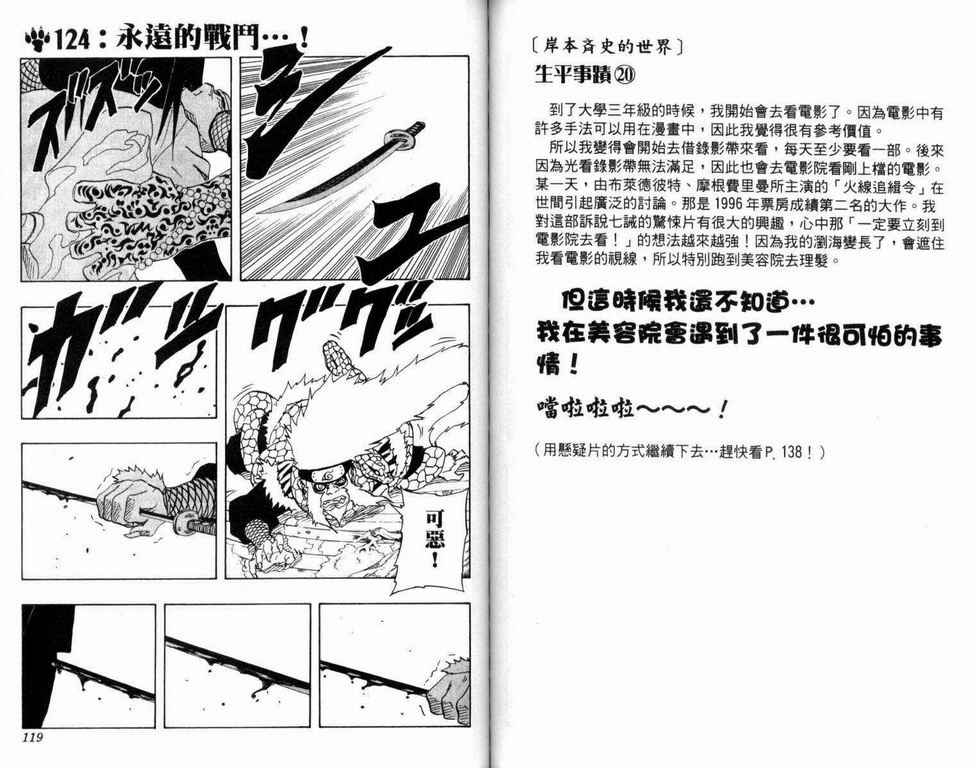 〔岸本斉史的世界〕
生平事蹟⑳
到了大學三年級的時候，我開始會去看電影了。因為電影中有
許多手法可以用在漫畫中，因此我覺得很有參考價值。
所以我變得會開始去借錄影帶來看，每天至少要看一部。後來
因為光看錄影帶無法滿足，因此也會去電影院看剛上檔的電影。
某一天，由布萊德彼特、摩根費里曼所主演的「火線追緝令」在
世間引起廣泛的討論。那是1996年票房成績第二名的大作。我
對這部訴說七誡的驚悚片有很大的興趣，心中那「一定要立刻到
電影院去看！」的想法越來越強！因為我的瀏海變長了，會遮住
我看電影的視線，所以特別跑到美容院去理髮。
但這時候我還不知道…
我在美容院會遇到了一件很可怕的事
情！
噹啦啦啦～～～！
（用懸疑片的方式繼續下去…趕快看P. 138！）
124：永遠的戰鬥…！
ズズッ
ググググ
可惡！
119